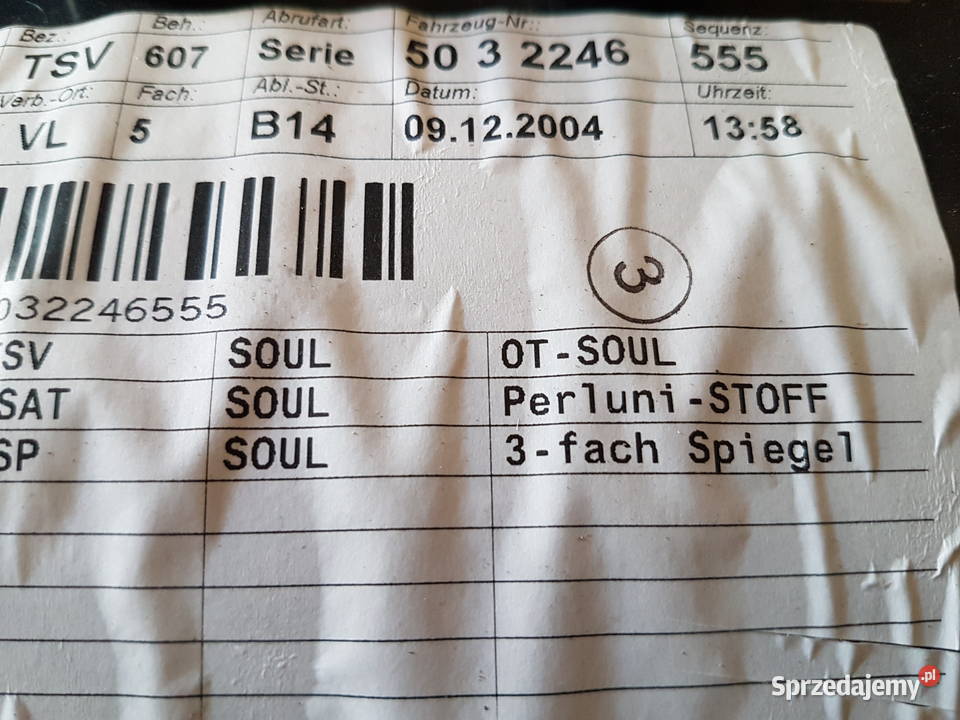 Bez.: Beh.: Abrufart: Fahrzeug-Nr.: Sequenz:
TSV 607 Serie 50 3 2246 555
Verb.-Ort: Fach: Abl.-St.: Datum: Uhrzeit:
VL 5 B14 09.12.2004 13:58
3
032246555
SV SOUL OT-SOUL
SAT SOUL Perluni-STOFF
SP SOUL 3-fach Spiegel
Sprzedajemy.pl